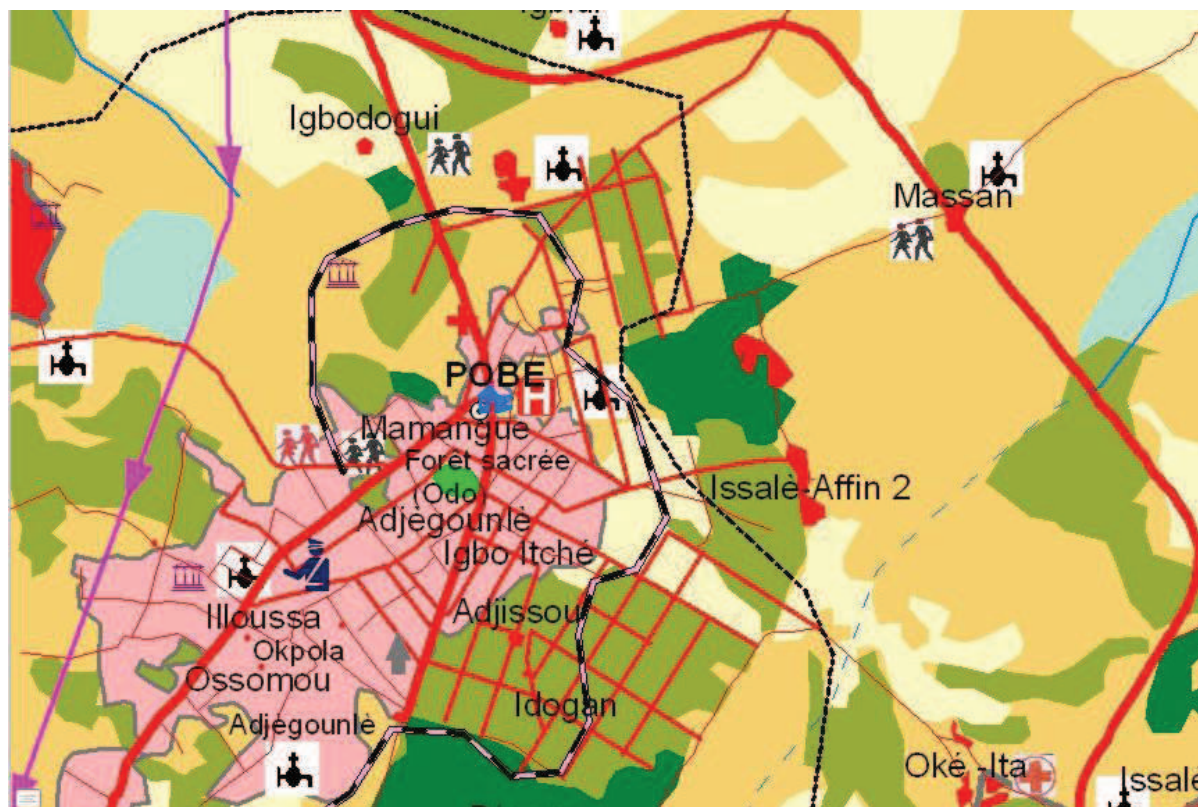 Igbodogui
Massan
POBE
H
Mamangue
Forêt sacrée
(Odo)
Issalè-Affin 2
Adjègounlè
Igbo Itché
Adjissou
Illoussa
Okpola
Ossomou
Idogan
Adjègounlè
Oké -Ita
Issalè